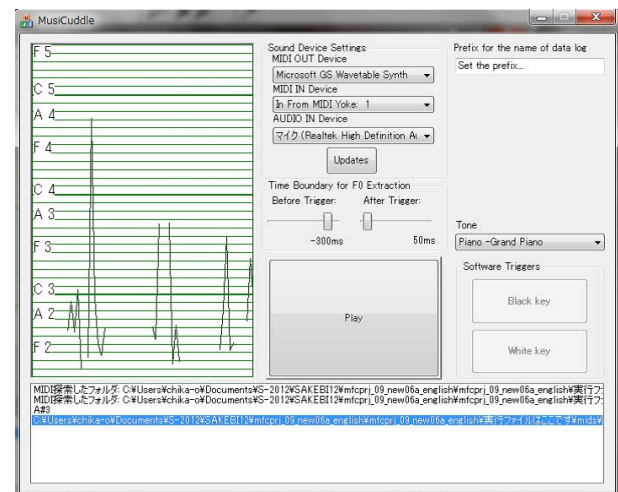 MusiCuddle
F 5
C 5
A 4
F 4
C 4
A 3
F 3
C 3
A 2
F 2
Sound Device Settings
MIDI OUT Device
Microsoft GS Wavetable Synth
MIDI IN Device
In From MIDI Yoke: 1
AUDIO IN Device
マイク (Realtek High Definition Au
Updates
Time Boundary for F0 Extraction
Before Trigger: After Trigger:
-300ms 50ms
Play
Prefix for the name of data log
Set the prefix...
Tone
Piano -Grand Piano
Software Triggers
Black key
White key
MIDI探索したフォルダ: C:¥Users¥chika-o¥Documents¥S-2012¥SAKEBI12¥mfcprj_09_new06a_english¥mfcprj_09_new06a_english¥実行フ
MIDI探索したフォルダ: C:¥Users¥chika-o¥Documents¥S-2012¥SAKEBI12¥mfcprj_09_new06a_english¥mfcprj_09_new06a_english¥実行フ
A#3
C:¥Users¥chika-o¥Documents¥S-2012¥SAKEBI12¥mfcprj_09_new06a_english¥mfcprj_09_new06a_english¥実行ファイルはここです¥mids¥